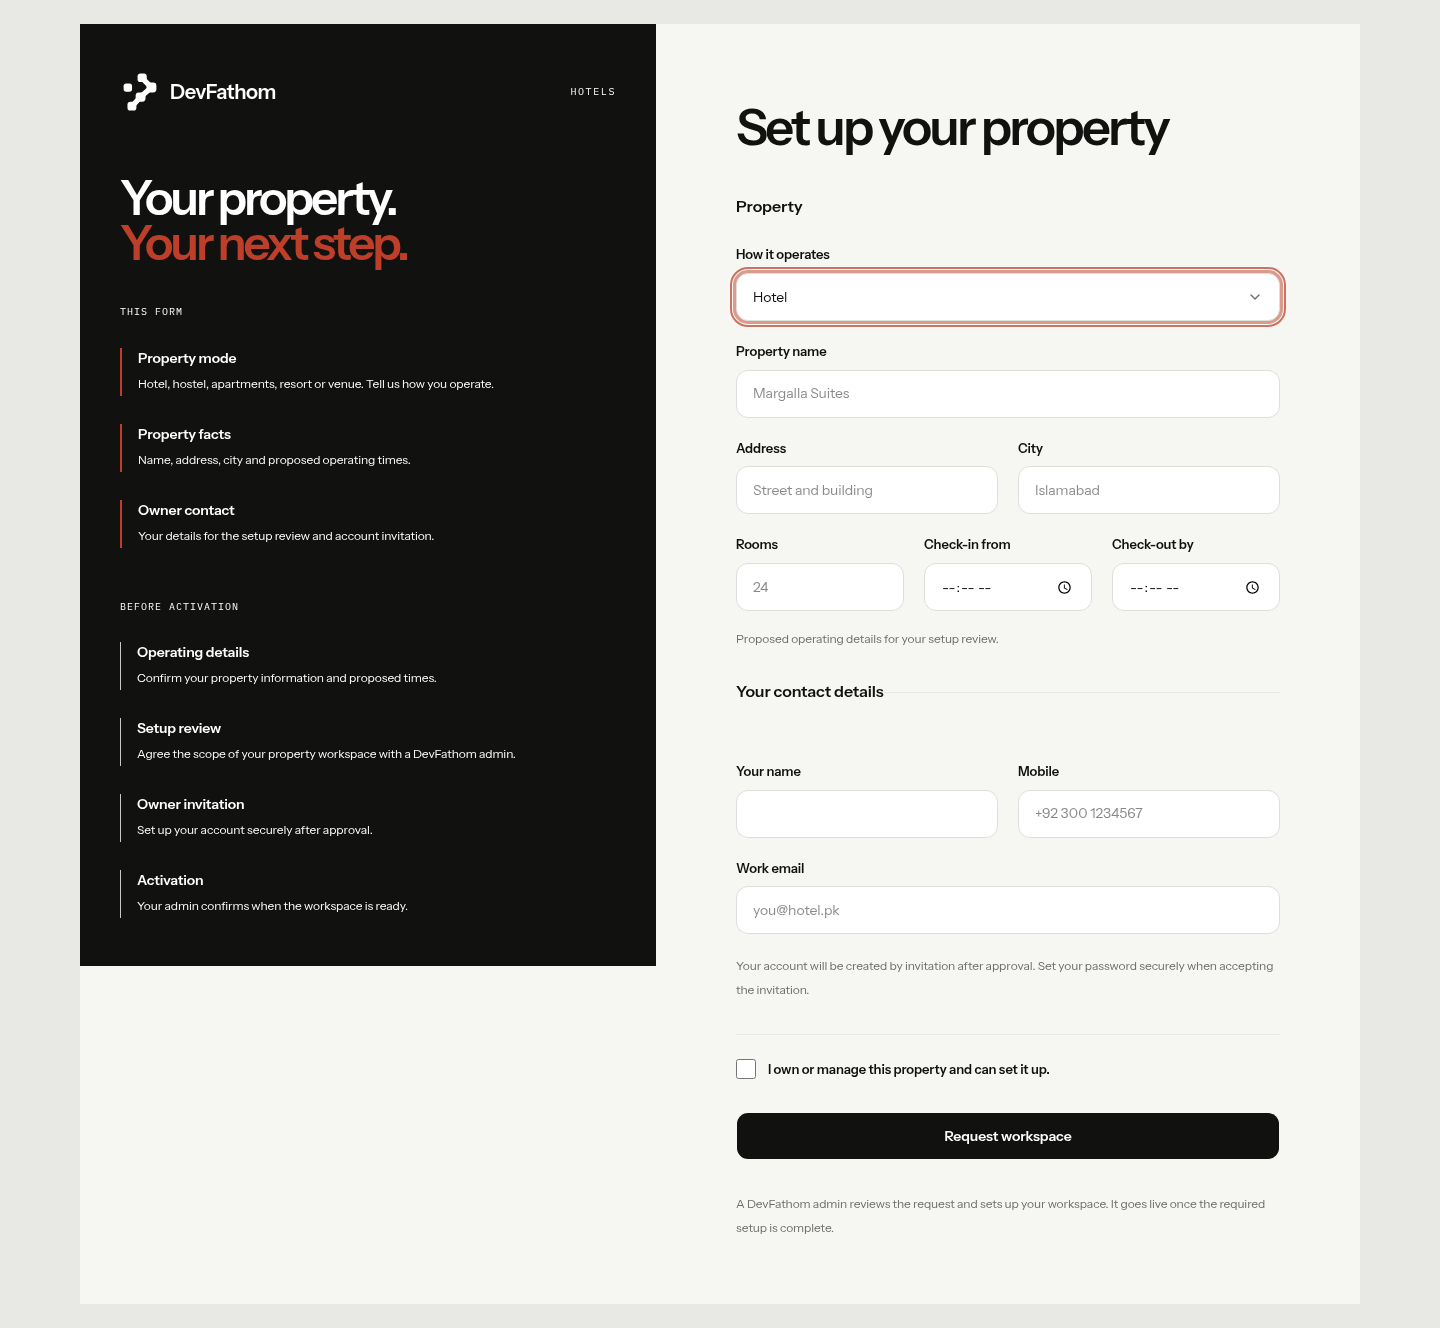 DevFathom
HOTELS
Your property.
Your next step.
THIS FORM
Property mode
Hotel, hostel, apartments, resort or venue. Tell us how you operate.
Property facts
Name, address, city and proposed operating times.
Owner contact
Your details for the setup review and account invitation.
BEFORE ACTIVATION
Operating details
Confirm your property information and proposed times.
Setup review
Agree the scope of your property workspace with a DevFathom admin.
Owner invitation
Set up your account securely after approval.
Activation
Your admin confirms when the workspace is ready.
Set up your property
Property
How it operates
Hotel
Property name
Margalla Suites
Address City
Street and building Islamabad
Rooms Check-in from Check-out by
24 --:-- -- --:-- --
Proposed operating details for your setup review.
Your contact details
Your name Mobile
+92 300 1234567
Work email
you@hotel.pk
Your account will be created by invitation after approval. Set your password securely when accepting
the invitation.
I own or manage this property and can set it up.
Request workspace
A DevFathom admin reviews the request and sets up your workspace. It goes live once the required
setup is complete.